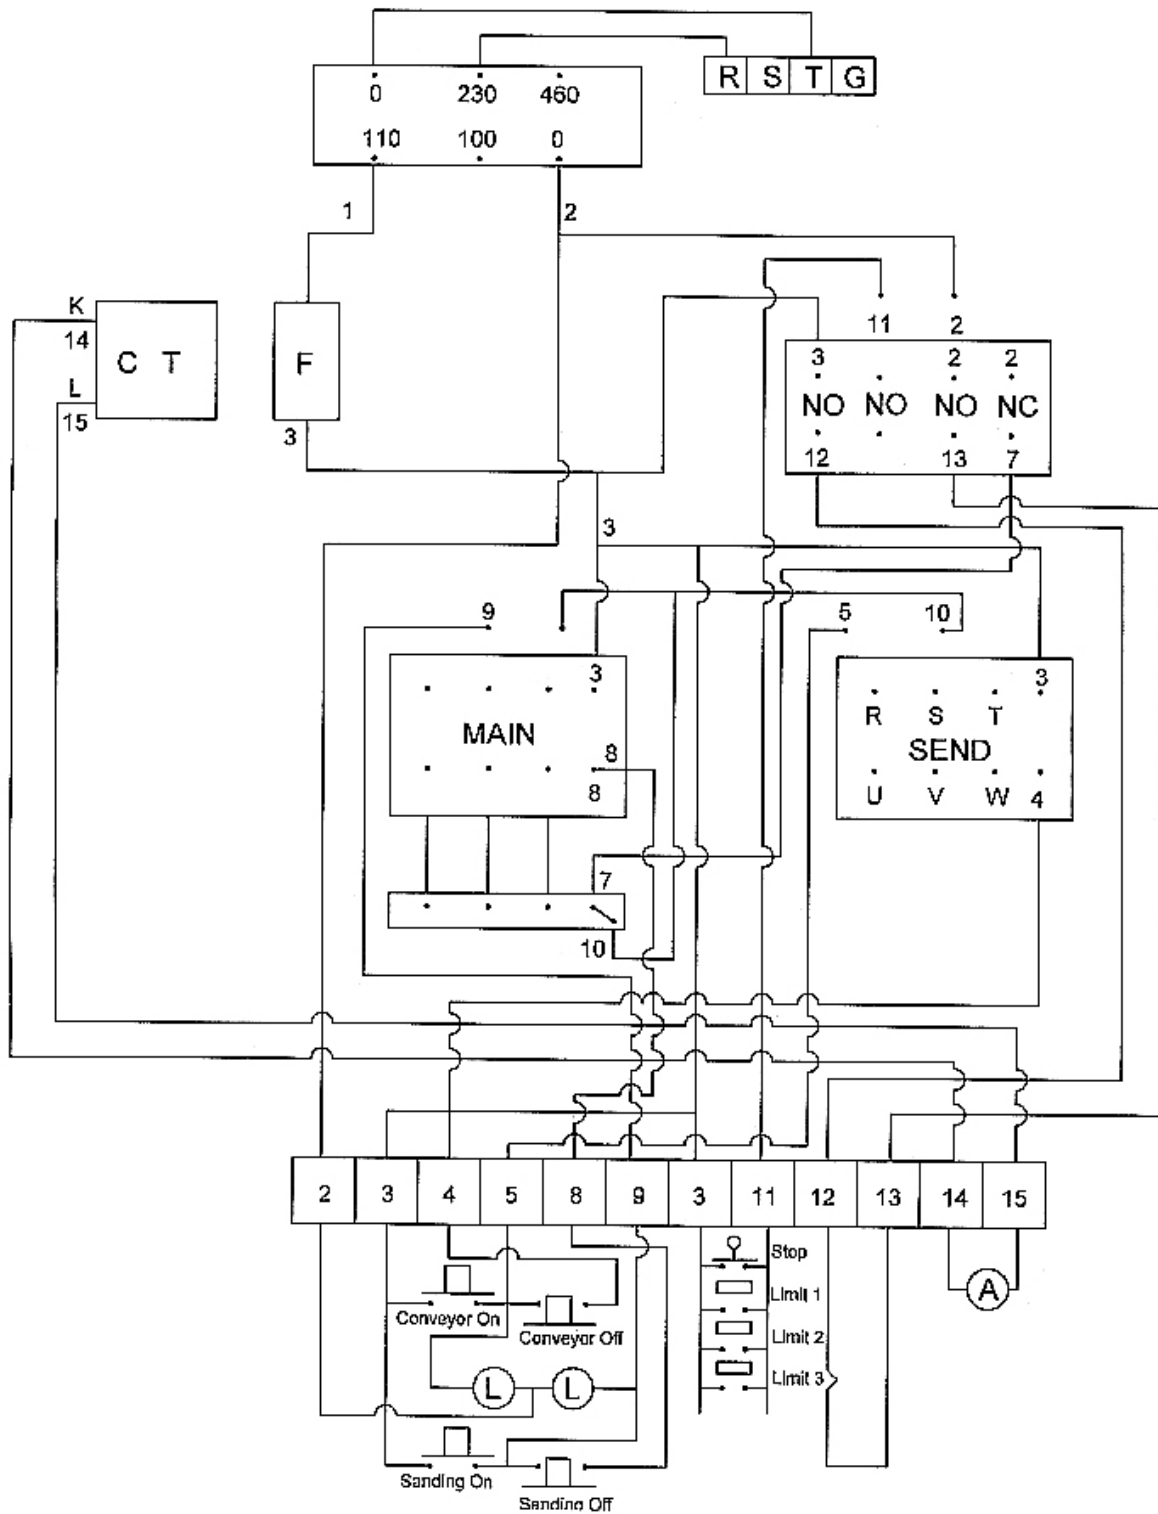 R S T G
0 230 460
110 100 0
1 2
K
14
C T
L
15
F
3
11 2
3 2 2
NO NO NO NC
12 13 7
3
9
5 10
3
MAIN
8
8
3
R S T
SEND
U V W 4
7
10
2 3 4 5 8 9 3 11 12 13 14 15
Stop
Limit 1
A
Conveyor On
Conveyor Off
Limit 2
Limit 3
L L
Sanding On
Sanding Off